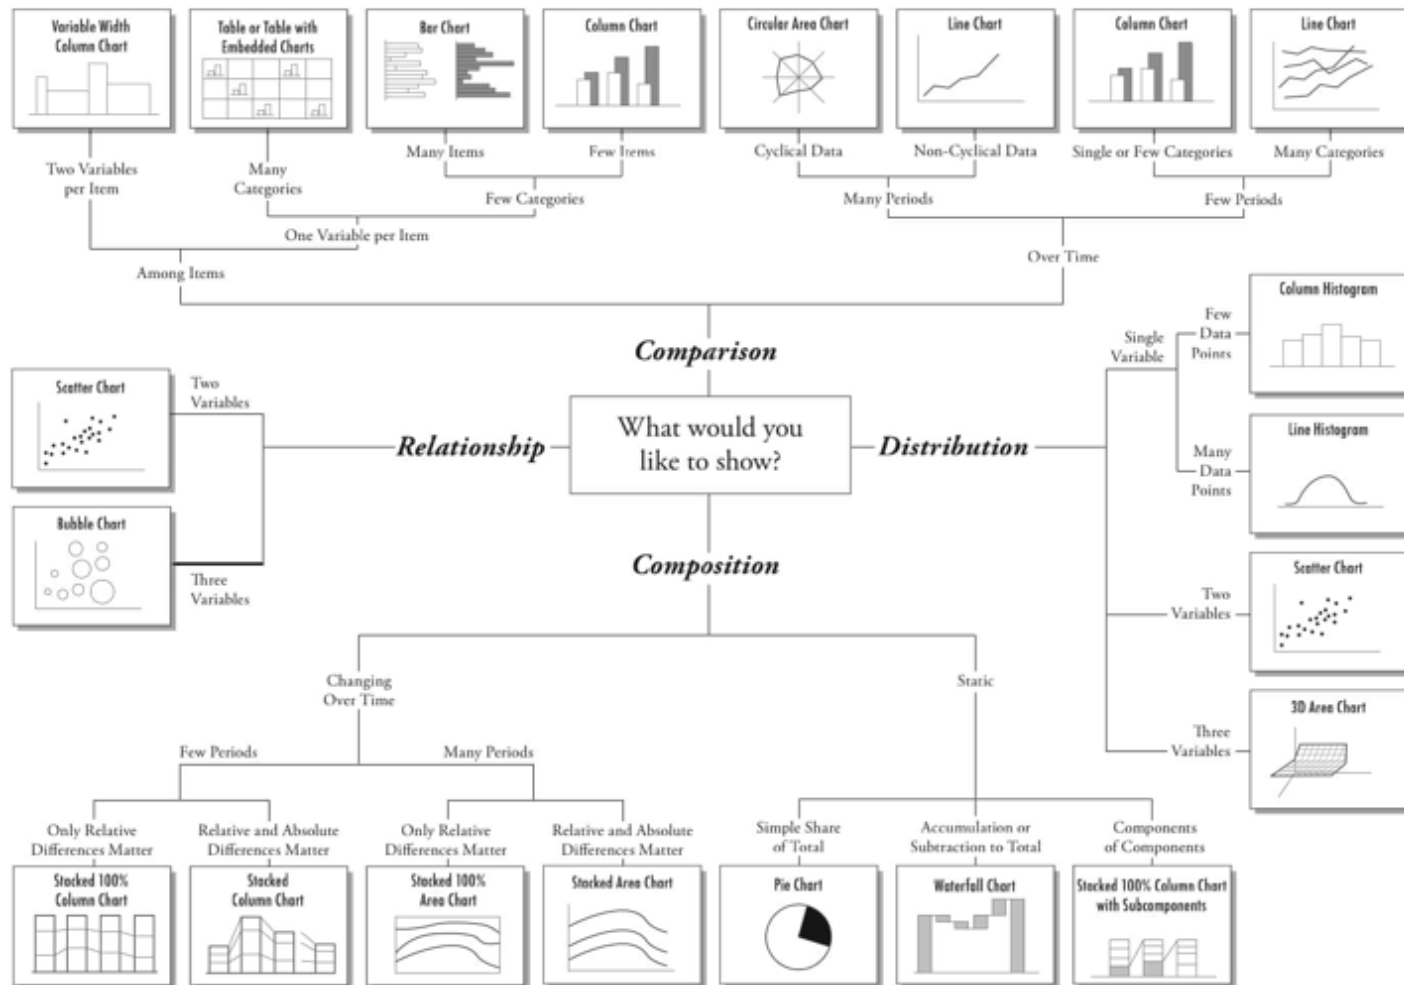 Variable Width
Column Chart
Table or Table with
Embedded Charts
Bar Chart
Column Chart
Circular Area Chart
Line Chart
Column Chart
Line Chart
Two Variables
per Item
Many
Categories
Many Items
Few Items
Cyclical Data
Non-Cyclical Data
Single or Few Categories
Many Categories
Few Categories
Many Periods
Few Periods
One Variable per Item
Among Items
Over Time
Comparison
Column Histogram
Single
Variable
Few
Data
Points
Scatter Chart
Two
Variables
Relationship
What would you
like to show?
Distribution
Line Histogram
Many
Data
Points
Bubble Chart
Three
Variables
Composition
Scatter Chart
Two
Variables
Changing
Over Time
Static
3D Area Chart
Three
Variables
Few Periods
Many Periods
Only Relative
Differences Matter
Relative and Absolute
Differences Matter
Only Relative
Differences Matter
Relative and Absolute
Differences Matter
Simple Share
of Total
Accumulation or
Subtraction to Total
Components
of Components
Stacked 100%
Column Chart
Stacked
Column Chart
Stacked 100%
Area Chart
Stacked Area Chart
Pie Chart
Waterfall Chart
Stacked 100% Column Chart
with Subcomponents